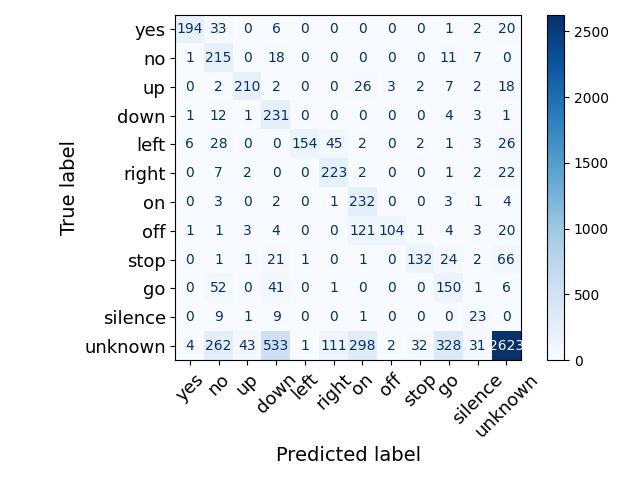 yes 194 33 0 6 0 0 0 0 0 1 2 20
no 1 215 0 18 0 0 0 0 0 11 7 0
up 0 2 210 2 0 0 26 3 2 7 2 18
down 1 12 1 231 0 0 0 0 0 4 3 1
left 6 28 0 0 154 45 2 0 2 1 3 26
right 0 7 2 0 0 223 2 0 0 1 2 22
on 0 3 0 2 0 1 232 0 0 3 1 4
off 1 1 3 4 0 0 121 104 1 4 3 20
stop 0 1 1 21 1 0 1 0 132 24 2 66
go 0 52 0 41 0 1 0 0 0 150 1 6
silence 0 9 1 9 0 0 1 0 0 0 23 0
unknown 4 262 43 533 1 111 298 2 32 328 31 2623
yes no up down left right on off stop go silence unknown
Predicted label
True label
2500
2000
1500
1000
500
0